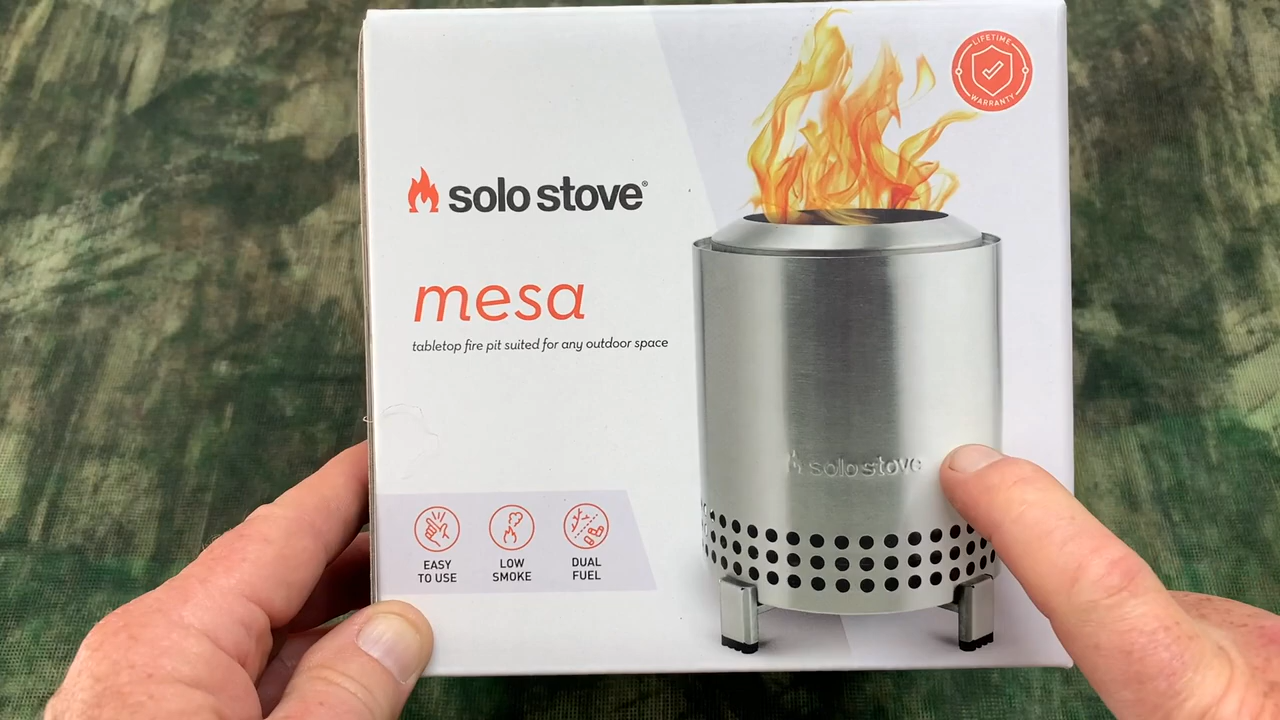 LIFETIME
WARRANTY
solo stove®
mesa
tabletop fire pit suited for any outdoor space
solo stove
EASY
TO USE
LOW
SMOKE
DUAL
FUEL